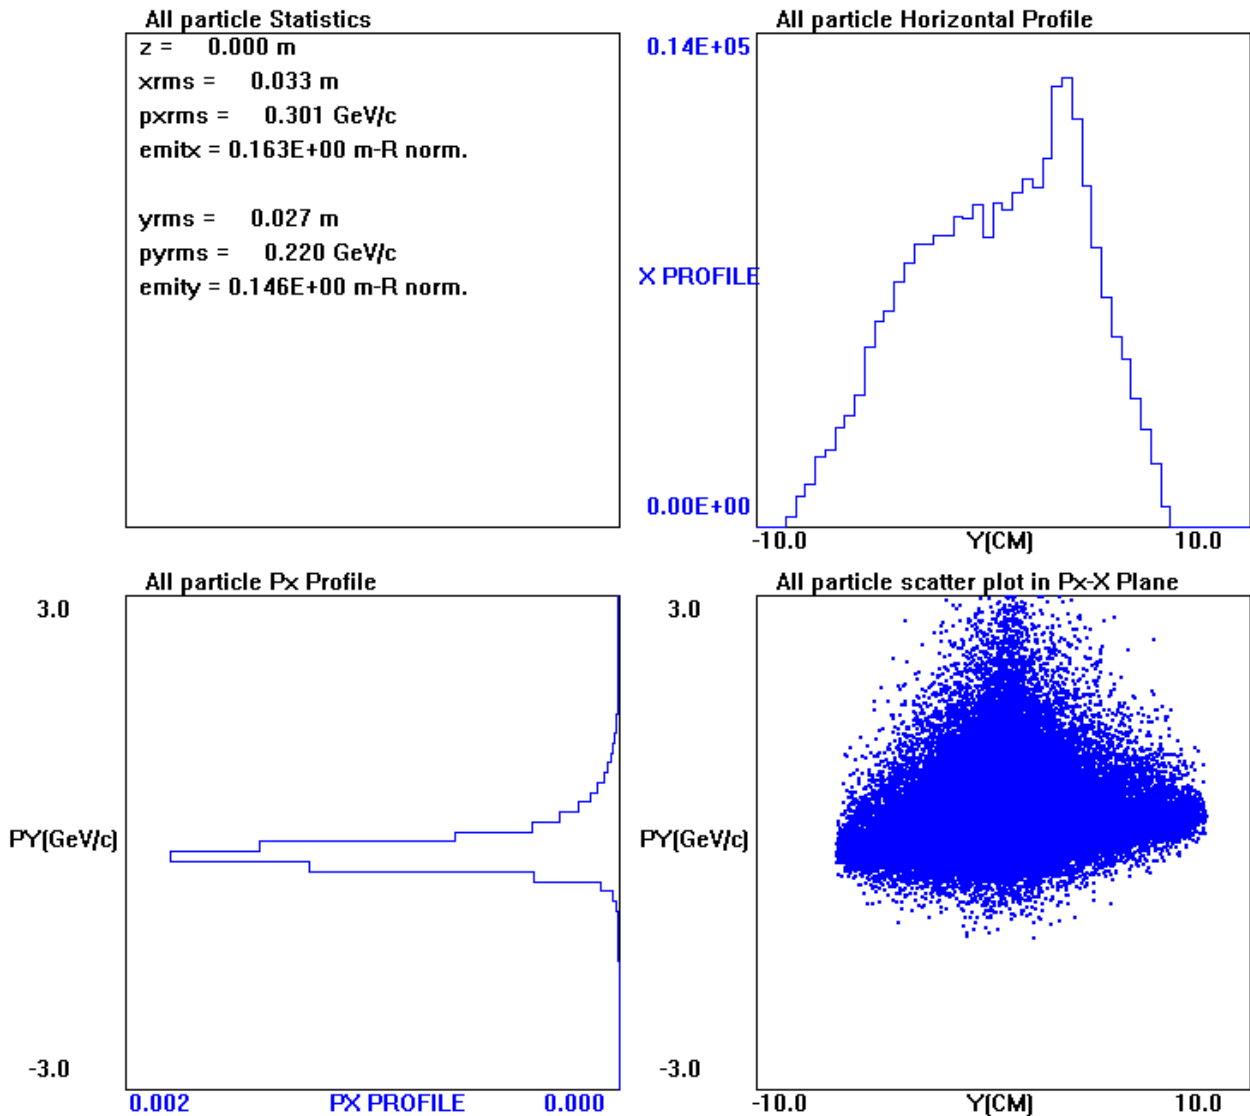 All particle Statistics
z = 0.000 m
xrms = 0.033 m
pxrms = 0.301 GeV/c
emitx = 0.163E+00 m-R norm.
yrms = 0.027 m
pyrms = 0.220 GeV/c
emity = 0.146E+00 m-R norm.
All particle Horizontal Profile
0.14E+05
X PROFILE
0.00E+00
-10.0 Y(CM) 10.0
All particle Px Profile
3.0
PY(GeV/c)
-3.0
0.002 PX PROFILE 0.000
All particle scatter plot in Px-X Plane
3.0
PY(GeV/c)
-3.0
-10.0 Y(CM) 10.0